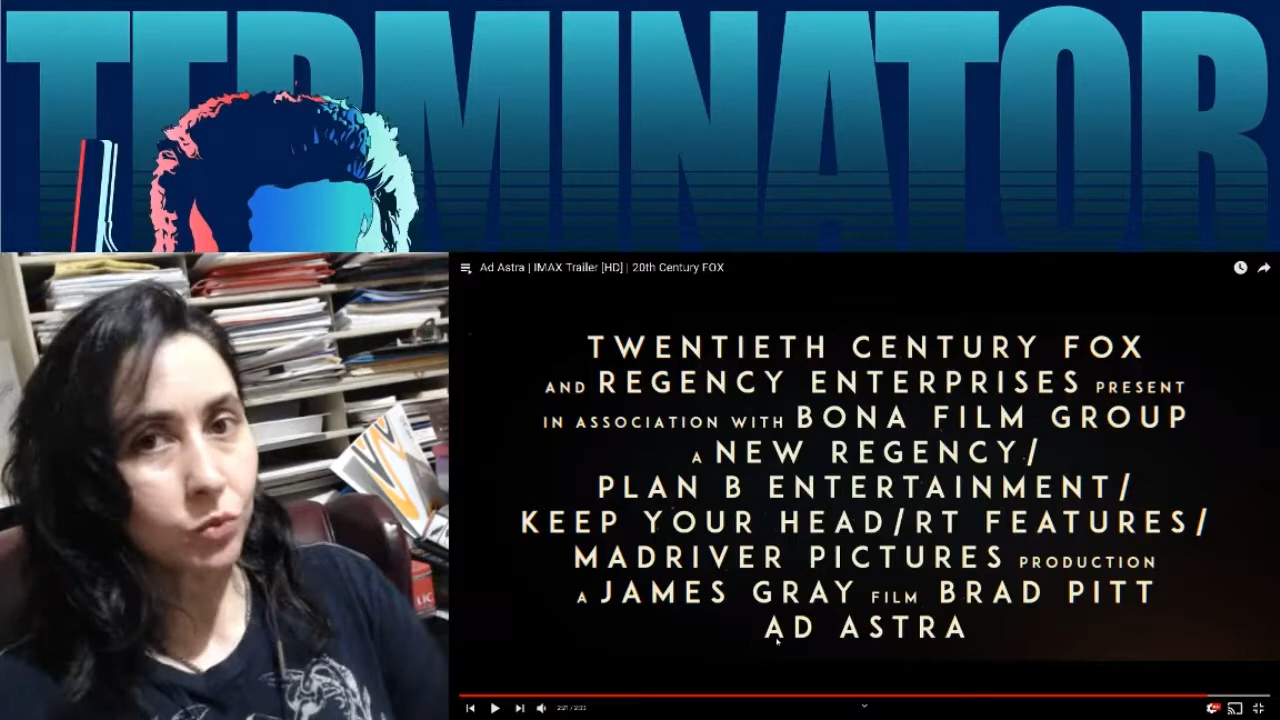 TERMINATOR
Ad Astra | IMAX Trailer [HD] | 20th Century FOX
TWENTIETH CENTURY FOX
AND REGENCY ENTERPRISES PRESENT
IN ASSOCIATION WITH BONA FILM GROUP
A NEW REGENCY/
PLAN B ENTERTAINMENT/
KEEP YOUR HEAD/RT FEATURES/
MADRIVER PICTURES PRODUCTION
A JAMES GRAY FILM BRAD PITT
AD ASTRA